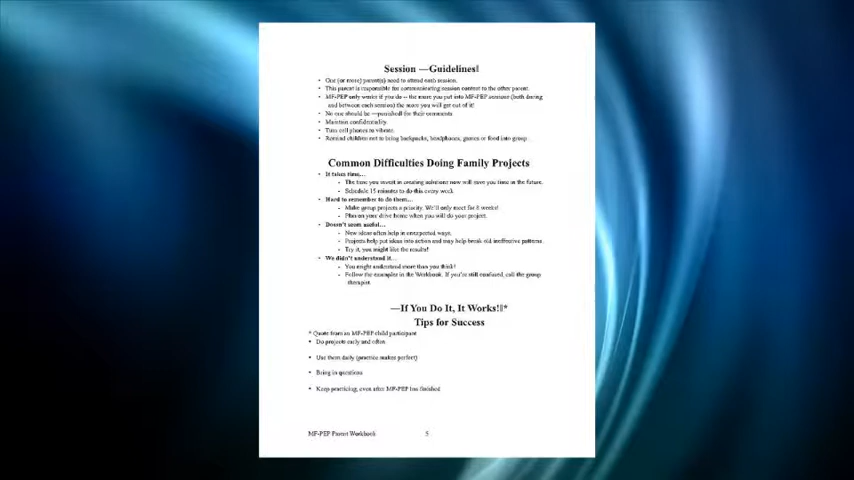 Session —Guidelines‖
• One (or more) parent(s) need to attend each session.
• This parent is responsible for communicating session content to the other parent.
• MF-PEP only works if you do -- the more you put into MF-PEP sessions (both during
and between each session) the more you will get out of it!
• No one should be —punished‖ for their comments
• Maintain confidentiality.
• Turn cell phones to vibrate.
• Remind children not to bring backpacks, headphones, games or food into group
Common Difficulties Doing Family Projects
• It takes time...
- The time you invest in creating solutions now will save you time in the future.
- Schedule 15 minutes to do this every week
• Hard to remember to do them...
- Make group projects a priority. We'll only meet for 8 weeks!
- Plan on your drive home when you will do your project.
• Doesn't seem useful...
- New ideas often help in unexpected ways.
- Projects help put ideas into action and may help break old ineffective patterns.
- Try it, you might like the results!
• We didn't understand it...
- You might understand more than you think!
- Follow the examples in the Workbook. If you're still confused, call the group
therapist.
—If You Do It, It Works!‖*
Tips for Success
* Quote from an MF-PEP child participant
• Do projects early and often
• Use them daily (practice makes perfect)
• Bring in questions
• Keep practicing, even after MF-PEP has finished
MF-PEP Parent Workbook 5